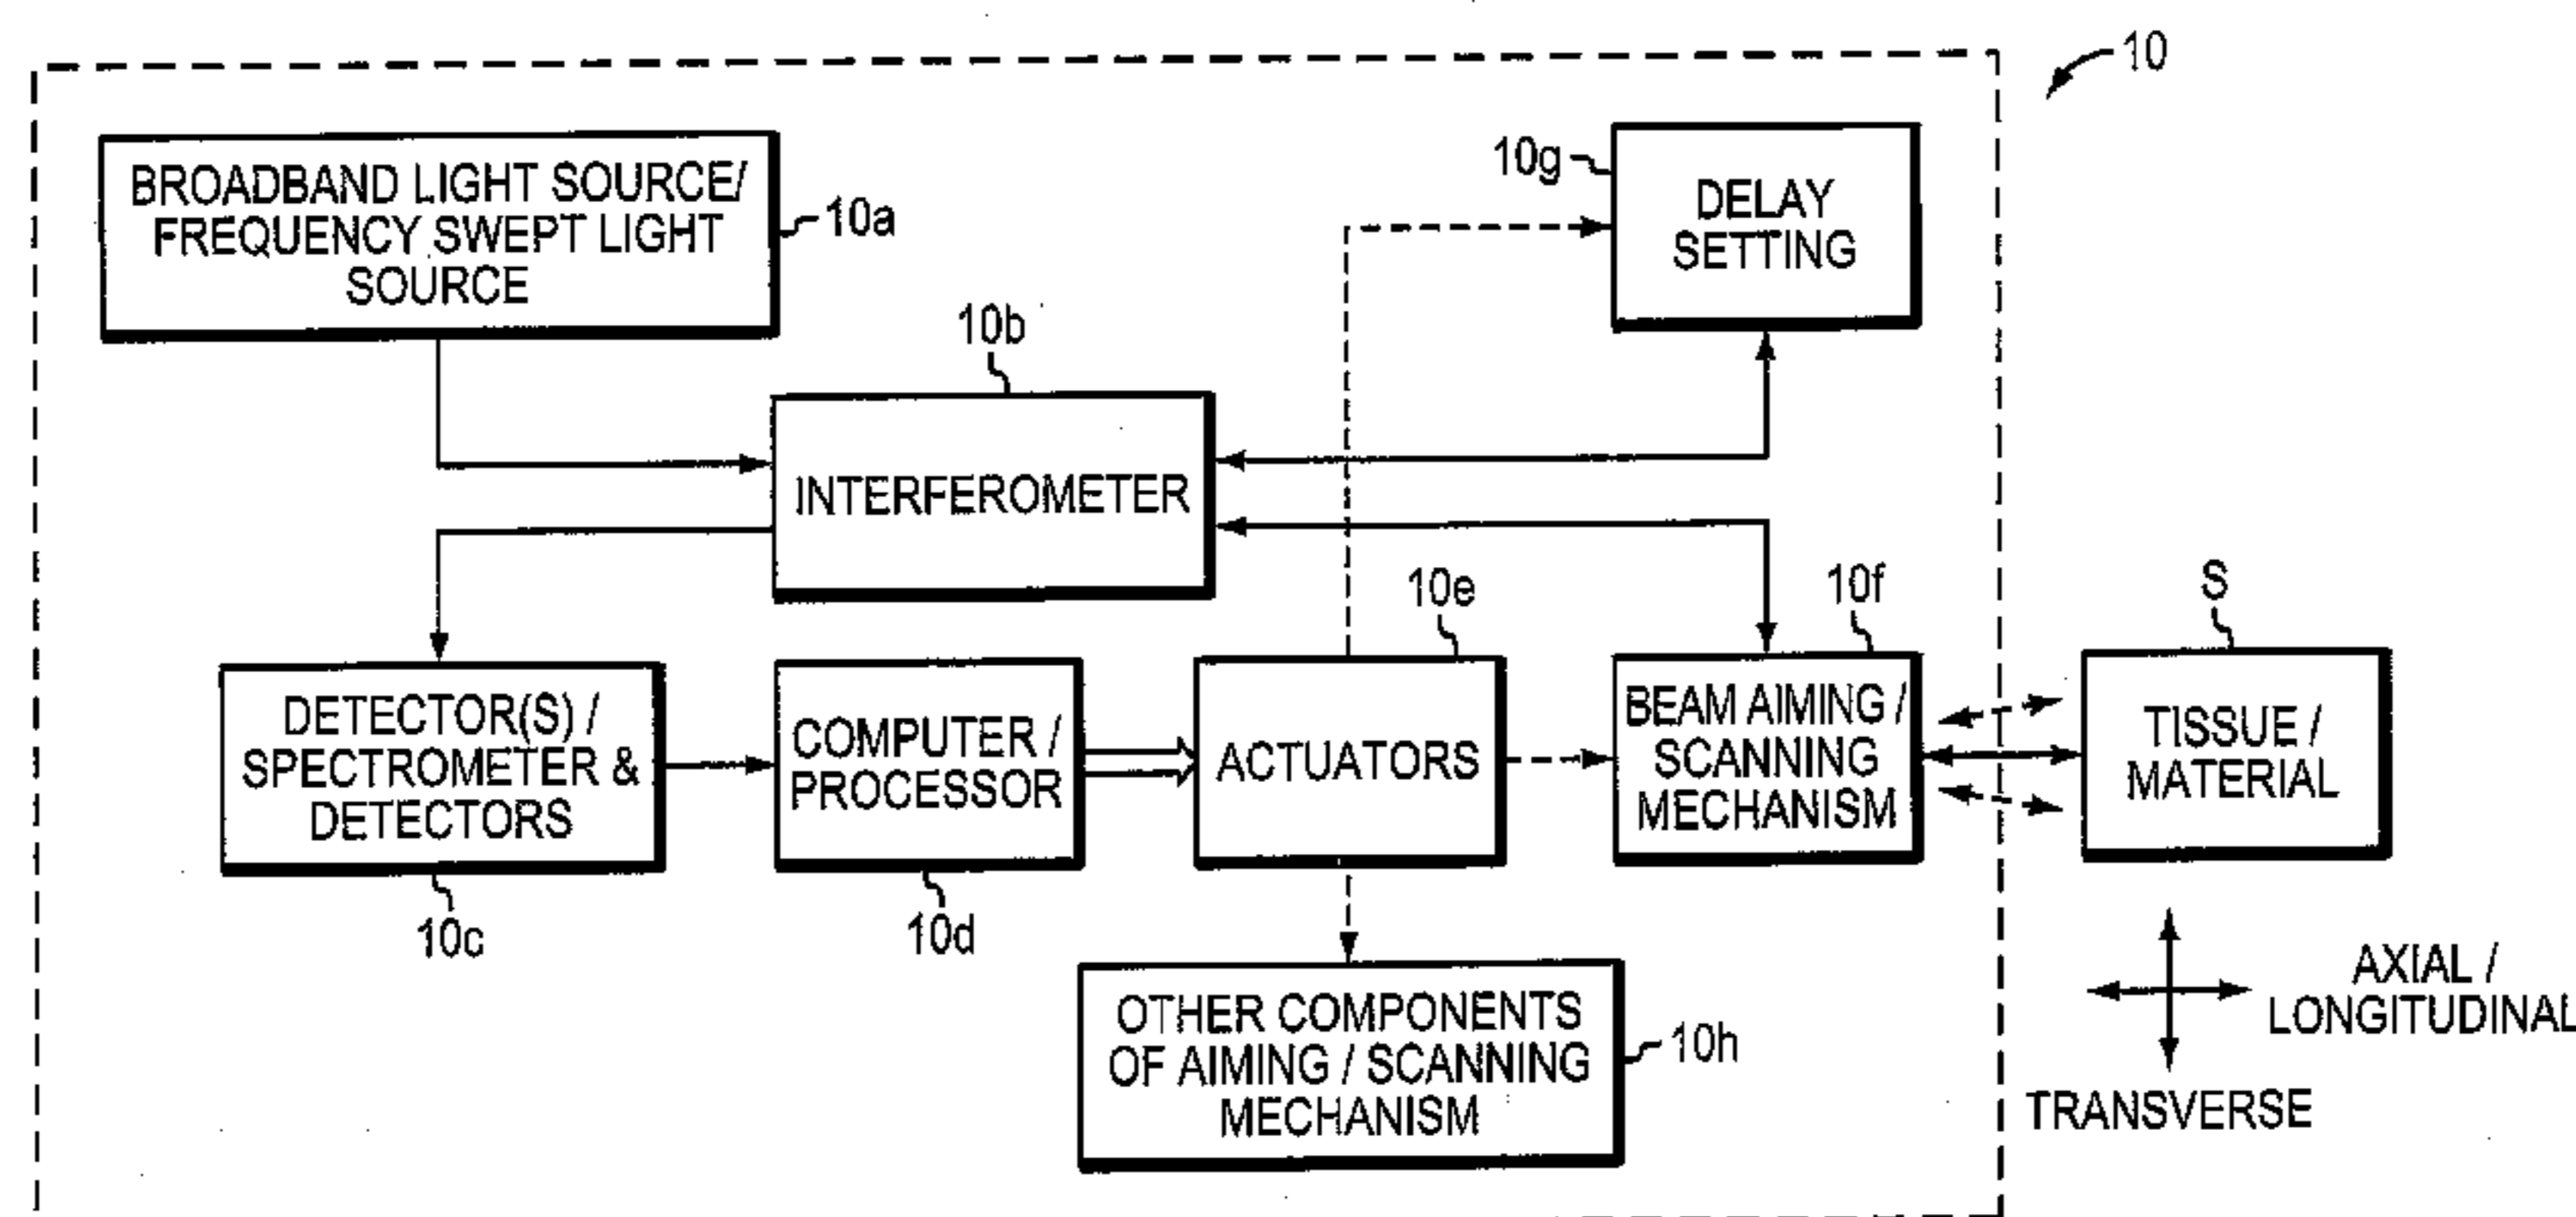 10
BROADBAND LIGHT SOURCE/
FREQUENCY SWEPT LIGHT
SOURCE
10a
10g
DELAY
SETTING
10b
INTERFEROMETER
10e
10f
S
DETECTOR(S) /
SPECTROMETER &
DETECTORS
10c
COMPUTER /
PROCESSOR
10d
ACTUATORS
BEAM AIMING /
SCANNING
MECHANISM
TISSUE /
MATERIAL
OTHER COMPONENTS
OF AIMING / SCANNING
MECHANISM
10h
AXIAL /
LONGITUDINAL
TRANSVERSE